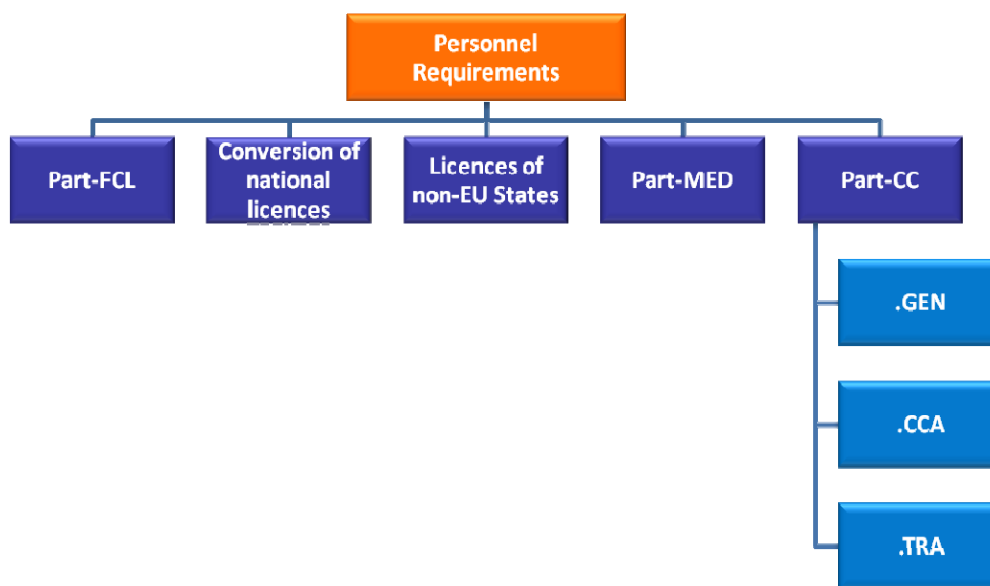 Personnel
Requirements
Part-FCL
Conversion of
national
licences
Licences of
non-EU States
Part-MED
Part-CC
.GEN
.CCA
.TRA